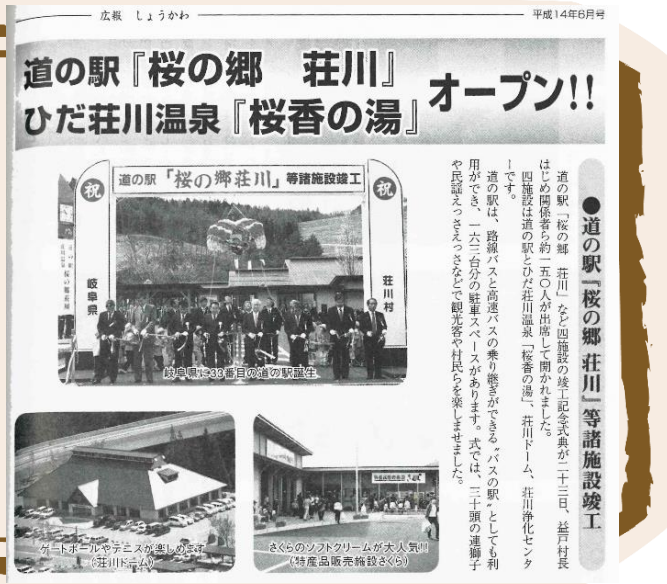 広報 しょうかわ
平成14年6月号
道の駅『桜の郷 荘川』
ひだ荘川温泉『桜香の湯』
オープン!!
●道の駅『桜の郷 荘川』等諸施設竣工
道の駅「桜の郷 荘川」など四施設の竣工記念式典が二十三日、益戸村長
はじめ関係者ら約一五〇人が出席して開かれました。
四施設は道の駅とひだ荘川温泉「桜香の湯」、荘川ドーム、荘川浄化センタ
ーです。
道の駅は、路線バスと高速バスの乗り継ぎができる〝バスの駅〟としても利
用ができ、一六三台分の駐車スペースがあります。式では、三十頭の連獅子
や民謡えっさえっさなどで観光客や村民らを楽しませました。
祝
道の駅「桜の郷荘川」等諸施設竣工
祝
岐阜県
荘川村
岐阜県に33番目の道の駅誕生
ゲートボールやテニスが楽しめます
(荘川ドーム)
さくらのソフトクリームが大人気!!
(特産品販売施設さくら)